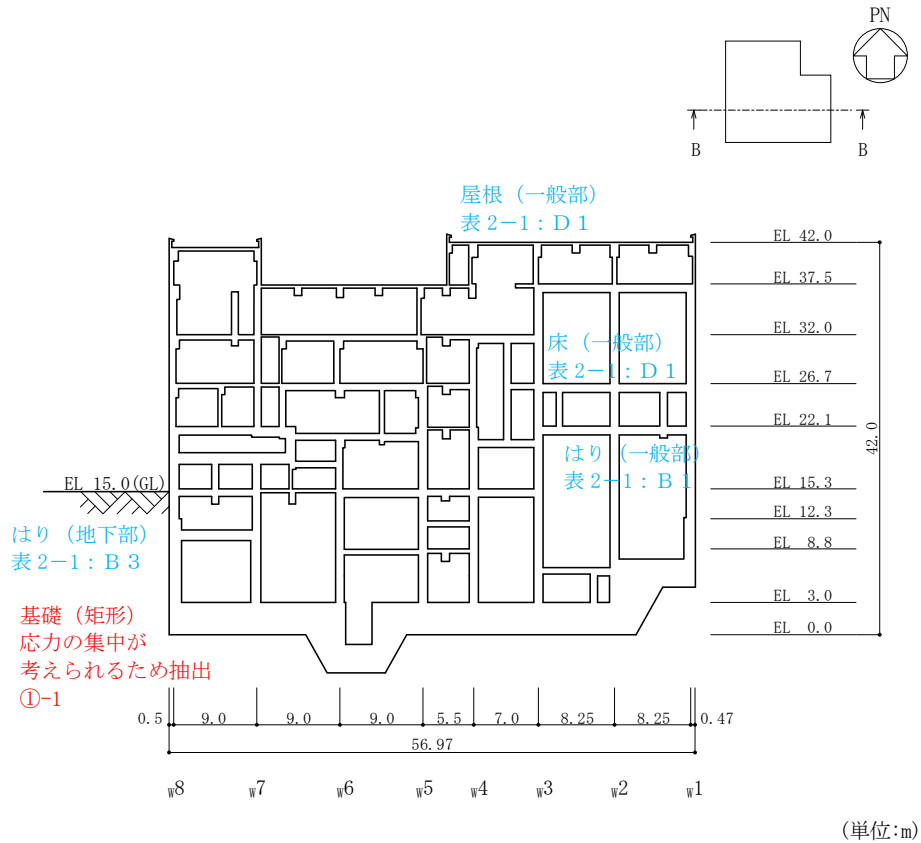 PN
B
B
屋根（一般部）
表2-1：D1
EL 42.0
EL 37.5
EL 32.0
床（一般部）
表2-1：D1
EL 26.7
EL 22.1
42.0
はり（一般部）
表2-1：B1
EL 15.0(GL)
EL 15.3
EL 12.3
はり（地下部）
表2-1：B3
EL 8.8
EL 3.0
基礎（矩形）
応力の集中が
考えられるため抽出
①-1
EL 0.0
0.5 9.0 9.0 9.0 5.5 7.0 8.25 8.25 0.47
56.97
W8 W7 W6 W5 W4 W3 W2 W1
(単位:m)